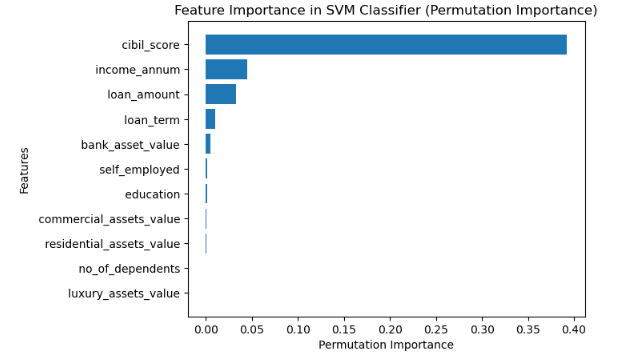 Feature Importance in SVM Classifier (Permutation Importance)
cibil_score
income_annum
loan_amount
loan_term
bank_asset_value
self_employed
education
commercial_assets_value
residential_assets_value
no_of_dependents
luxury_assets_value
Features
0.00 0.05 0.10 0.15 0.20 0.25 0.30 0.35 0.40
Permutation Importance